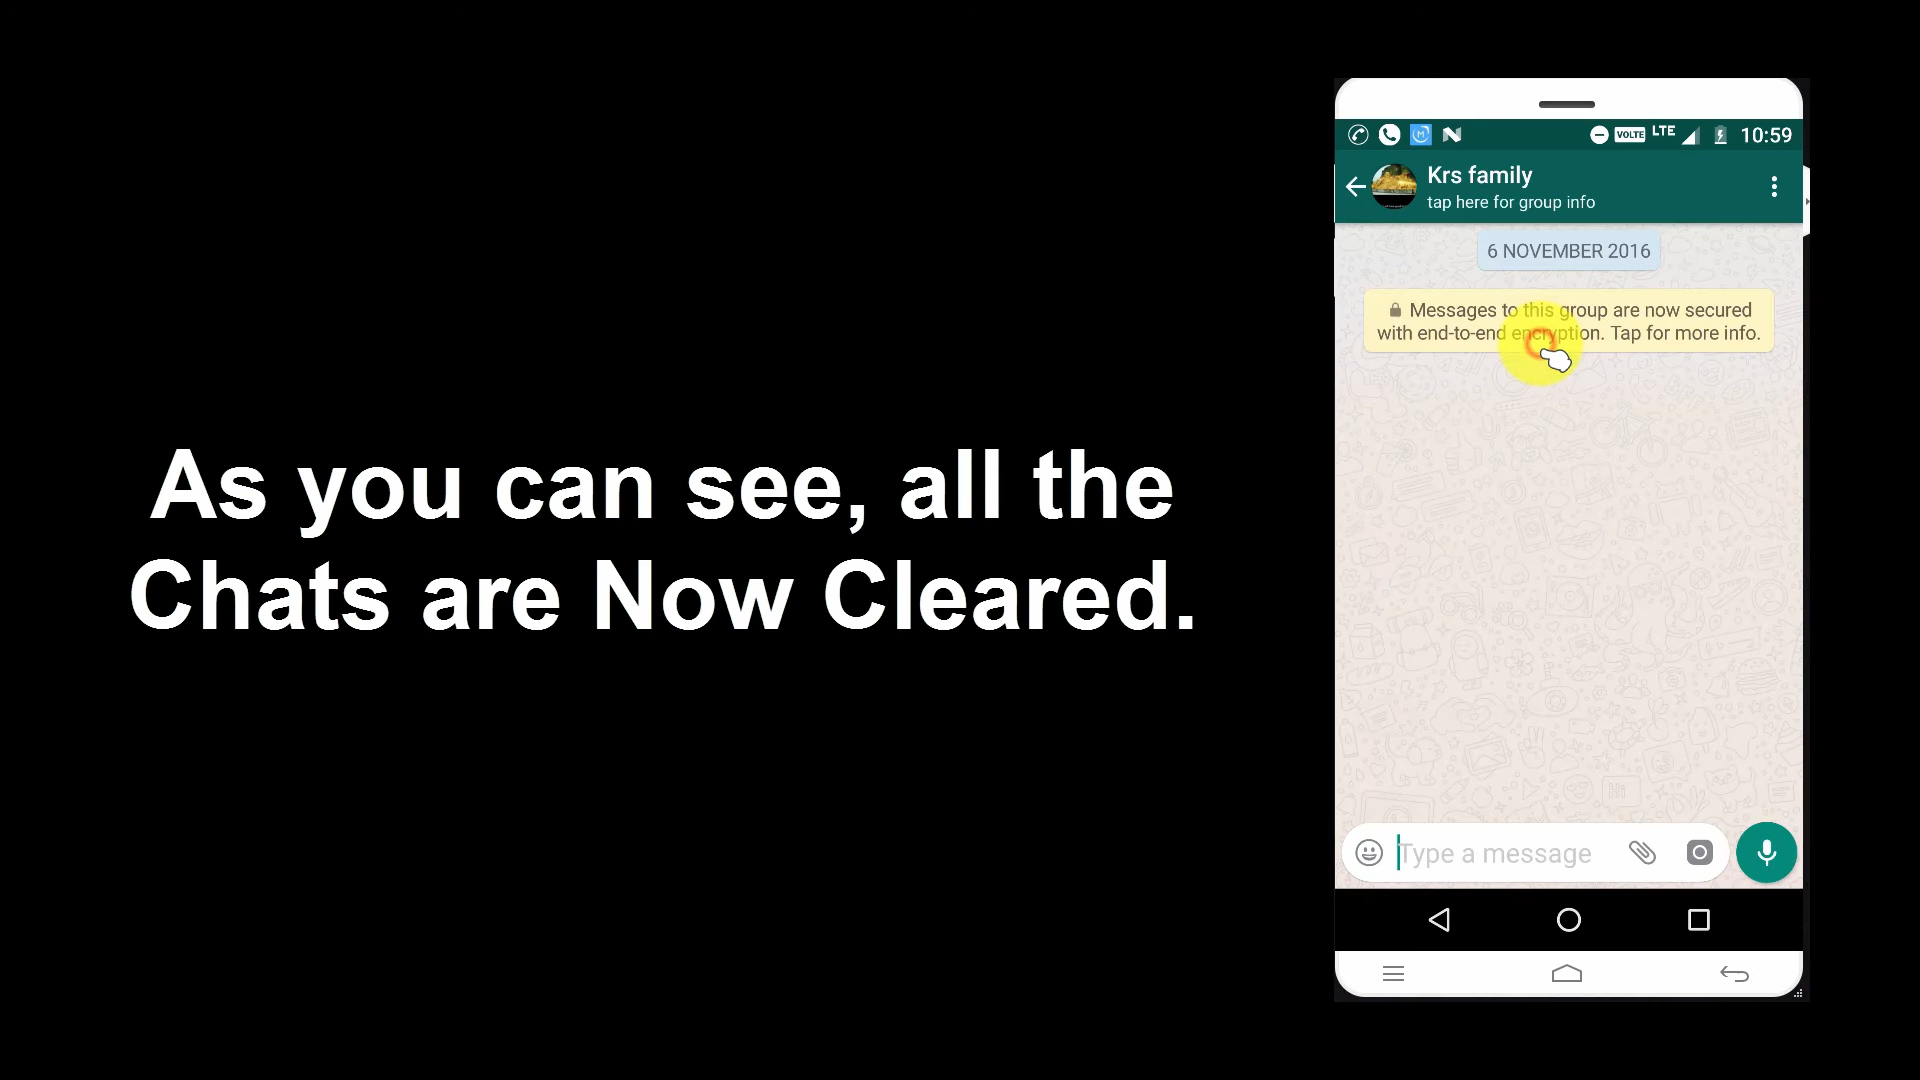 As you can see, all the
Chats are Now Cleared.
VOLTE LTE 10:59
Krs family
tap here for group info
6 NOVEMBER 2016
Messages to this group are now secured
with end-to-end encryption. Tap for more info.
Type a message